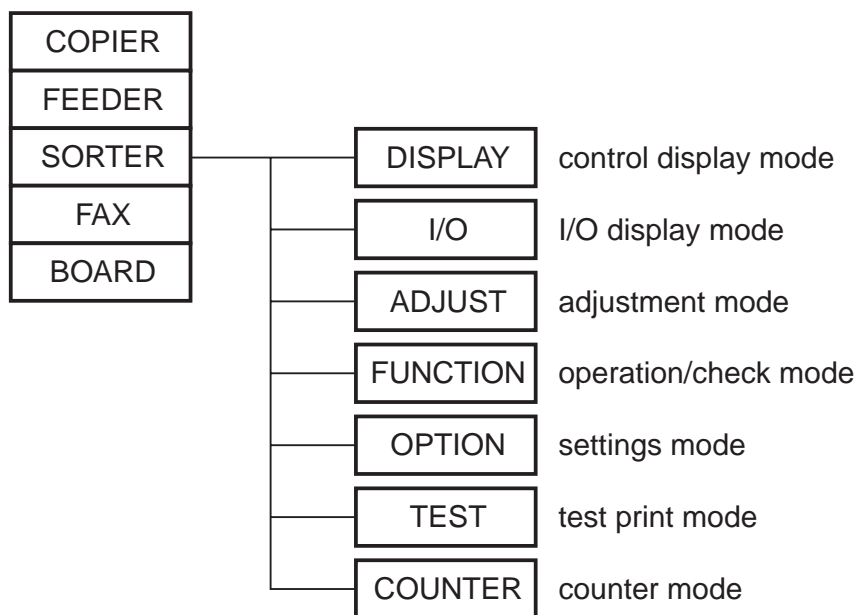 COPIER
FEEDER
SORTER
FAX
BOARD
DISPLAY control display mode
I/O I/O display mode
ADJUST adjustment mode
FUNCTION operation/check mode
OPTION settings mode
TEST test print mode
COUNTER counter mode